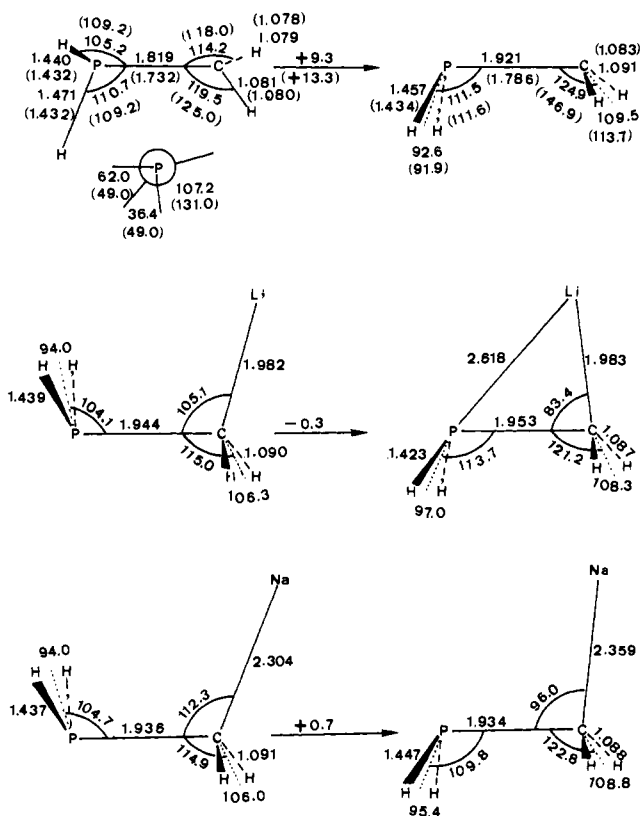 (109.2) (118.0) (1.078)
H 105.2 114.2 H 1.079
1.440 P 1.819 C
(1.432) (1.732) 1.081
1.471 110.7 119.5 (1.080)
(1.432) (109.2) (125.0) H
H
+9.3
(+13.3)
P 1.921 C (1.083)
(1.786) 1.091
1.457 111.5 124.9 H
(1.434) (111.6) (146.9) H
H H 109.5
92.6 (113.7)
(91.9)
P
62.0 107.2
(49.0) (131.0)
36.4
(49.0)
Li
94.0
H H 1.982
1.439 104.1 105.1
P 1.944 C
115.0 1.090
H H
106.3
-0.3
Li
2.618 1.983
83.4
P 1.953 C
1.423 113.7 121.2 1.087
H H H H
97.0 108.3
Na
94.0
H H 2.304
1.437 104.7 112.3
P 1.936 C
114.9 1.091
H H
106.0
+0.7
Na
2.359
96.0
P 1.934 C
1.447 109.8 122.8 1.088
H H H H
95.4 108.8